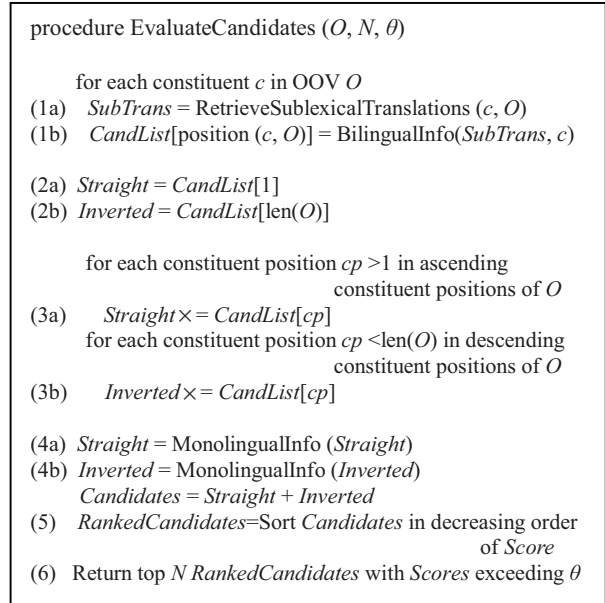 procedure EvaluateCandidates (O, N, θ)
for each constituent c in OOV O
(1a) SubTrans = RetrieveSublexicalTranslations (c, O)
(1b) CandList[position (c, O)] = BilingualInfo(SubTrans, c)
(2a) Straight = CandList[1]
(2b) Inverted = CandList[len(O)]
for each constituent position cp >1 in ascending
constituent positions of O
(3a) Straight × = CandList[cp]
for each constituent position cp <len(O) in descending
constituent positions of O
(3b) Inverted × = CandList[cp]
(4a) Straight = MonolingualInfo (Straight)
(4b) Inverted = MonolingualInfo (Inverted)
Candidates = Straight + Inverted
(5) RankedCandidates=Sort Candidates in decreasing order
of Score
(6) Return top N RankedCandidates with Scores exceeding θ